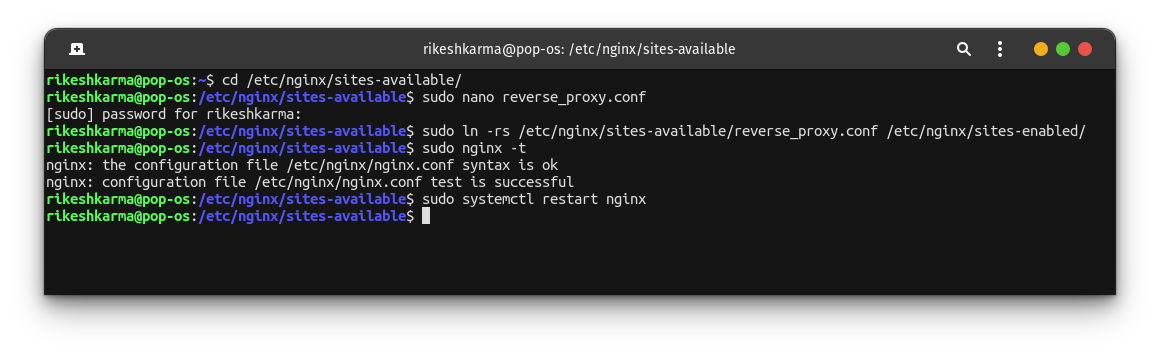 rikeshkarma@pop-os: /etc/nginx/sites-available
rikeshkarma@pop-os:~$ cd /etc/nginx/sites-available/
rikeshkarma@pop-os:/etc/nginx/sites-available$ sudo nano reverse_proxy.conf
[sudo] password for rikeshkarma:
rikeshkarma@pop-os:/etc/nginx/sites-available$ sudo ln -rs /etc/nginx/sites-available/reverse_proxy.conf /etc/nginx/sites-enabled/
rikeshkarma@pop-os:/etc/nginx/sites-available$ sudo nginx -t
nginx: the configuration file /etc/nginx/nginx.conf syntax is ok
nginx: configuration file /etc/nginx/nginx.conf test is successful
rikeshkarma@pop-os:/etc/nginx/sites-available$ sudo systemctl restart nginx
rikeshkarma@pop-os:/etc/nginx/sites-available$